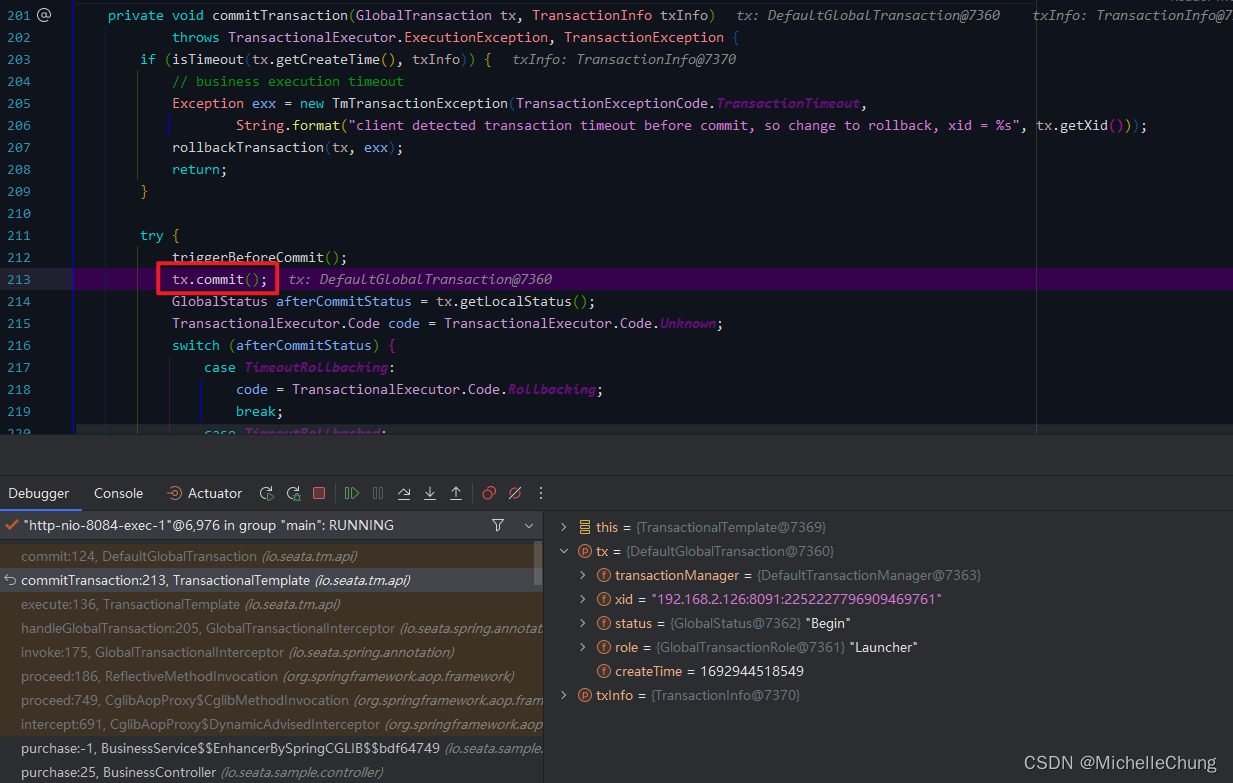 201 @ private void commitTransaction(GlobalTransaction tx, TransactionInfo txInfo) tx: DefaultGlobalTransaction@7360 txInfo: TransactionInfo@7
202 throws TransactionalExecutor.ExecutionException, TransactionException {
203 if (isTimeout(tx.getCreateTime(), txInfo)) { txInfo: TransactionInfo@7370
204 // business execution timeout
205 Exception exx = new TmTransactionException(TransactionExceptionCode.TransactionTimeout,
206 String.format("client detected transaction timeout before commit, so change to rollback, xid = %s", tx.getXid()));
207 rollbackTransaction(tx, exx);
208 return;
209 }
210
211 try {
212 triggerBeforeCommit();
213 tx.commit(); tx: DefaultGlobalTransaction@7360
214 GlobalStatus afterCommitStatus = tx.getLocalStatus();
215 TransactionalExecutor.Code code = TransactionalExecutor.Code.Unknown;
216 switch (afterCommitStatus) {
217 case TimeoutRollbacking:
218 code = TransactionalExecutor.Code.Rollbacking;
219 break;
220 case TimeoutRollbacked:
Debugger Console Actuator
"http-nio-8084-exec-1"@6,976 in group "main": RUNNING
commit:124, DefaultGlobalTransaction (io.seata.tm.api)
commitTransaction:213, TransactionalTemplate (io.seata.tm.api)
execute:136, TransactionalTemplate (io.seata.tm.api)
handleGlobalTransaction:205, GlobalTransactionalInterceptor (io.seata.spring.annotat
invoke:175, GlobalTransactionalInterceptor (io.seata.spring.annotation)
proceed:186, ReflectiveMethodInvocation (org.springframework.aop.framework)
proceed:749, CglibAopProxy$CglibMethodInvocation (org.springframework.aop.fram
intercept:691, CglibAopProxy$DynamicAdvisedInterceptor (org.springframework.aop
purchase:-1, BusinessService$$EnhancerBySpringCGLIB$$bdf64749 (io.seata.sample.
purchase:25, BusinessController (io.seata.sample.controller)
this = {TransactionalTemplate@7369}
tx = {DefaultGlobalTransaction@7360}
transactionManager = {DefaultTransactionManager@7363}
xid = "192.168.2.126:8091:2252227796909469761"
status = {GlobalStatus@7362} "Begin"
role = {GlobalTransactionRole@7361} "Launcher"
createTime = 1692944518549
txInfo = {TransactionInfo@7370}
CSDN @MichelleChung